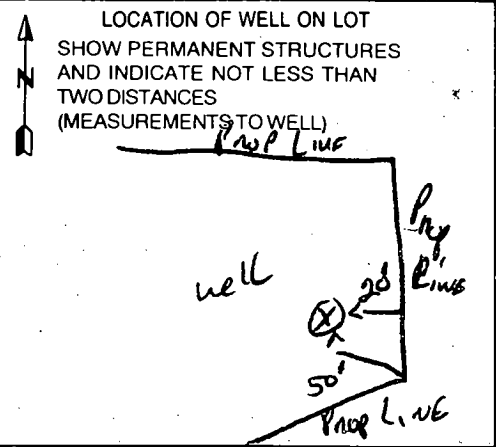 LOCATION OF WELL ON LOT
SHOW PERMANENT STRUCTURES
N AND INDICATE NOT LESS THAN
TWO DISTANCES
(MEASUREMENTS TO WELL)
PROP LINE
Prop
LINE
well
20'
X
50'
PROP LINE